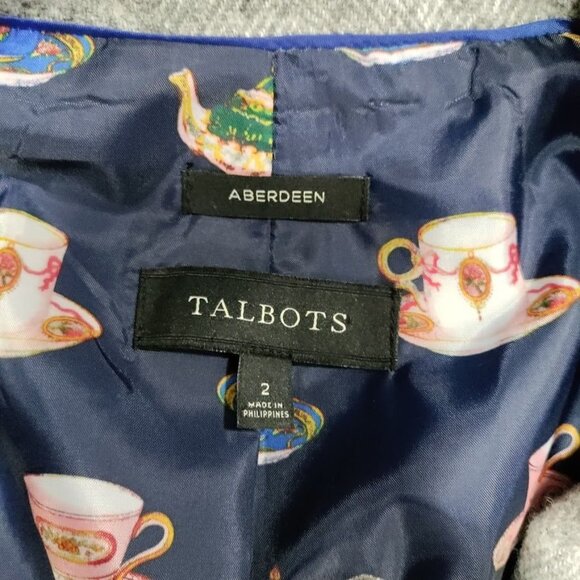 ABERDEEN
TALBOTS
2
MADE IN
PHILIPPINES